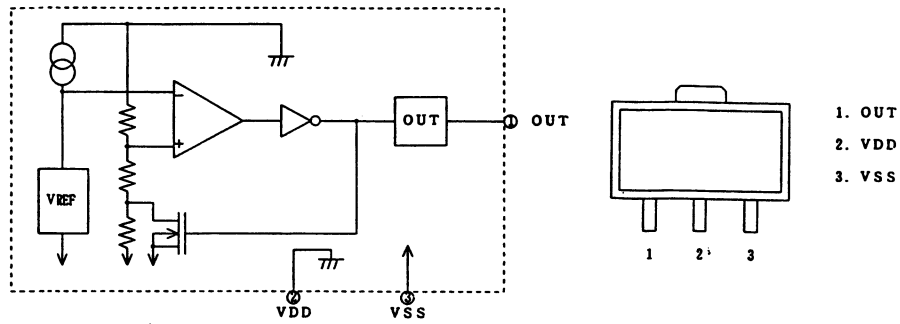 −
+
VREF
OUT
① OUT
②
VDD
③
VSS
1 2 3
1. OUT
2. VDD
3. VSS